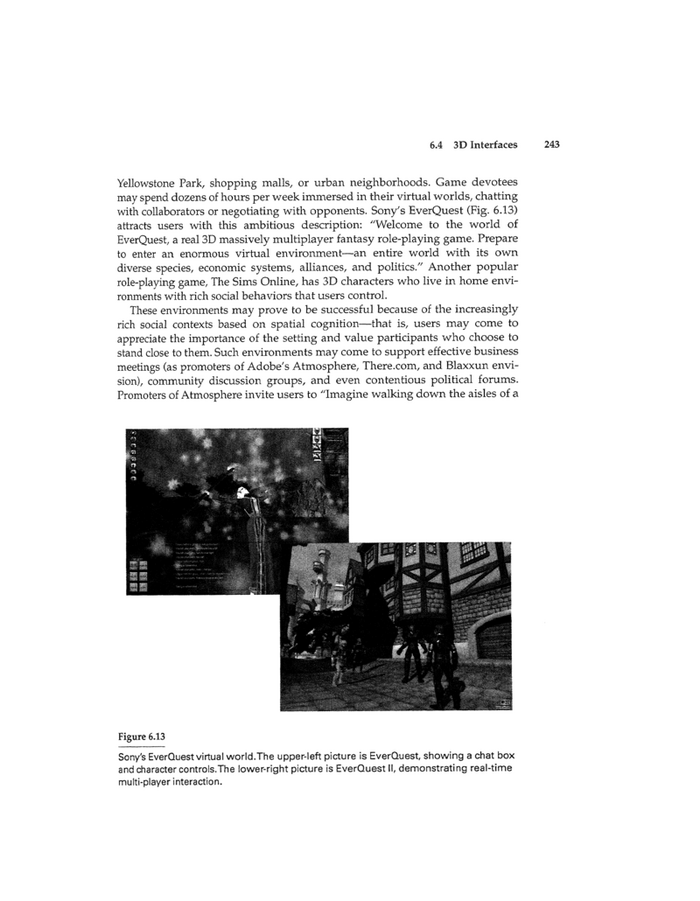 6.4 3D Interfaces 243
Yellowstone Park, shopping malls, or urban neighborhoods. Game devotees
may spend dozens of hours per week immersed in their virtual worlds, chatting
with collaborators or negotiating with opponents. Sony's EverQuest (Fig. 6.13)
attracts users with this ambitious description: "Welcome to the world of
EverQuest, a real 3D massively multiplayer fantasy role-playing game. Prepare
to enter an enormous virtual environment—an entire world with its own
diverse species, economic systems, alliances, and politics." Another popular
role-playing game, The Sims Online, has 3D characters who live in home envi-
ronments with rich social behaviors that users control.
These environments may prove to be successful because of the increasingly
rich social contexts based on spatial cognition—that is, users may come to
appreciate the importance of the setting and value participants who choose to
stand close to them. Such environments may come to support effective business
meetings (as promoters of Adobe's Atmosphere, There.com, and Blaxxun envi-
sion), community discussion groups, and even contentious political forums.
Promoters of Atmosphere invite users to "Imagine walking down the aisles of a
Figure 6.13
Sony's EverQuest virtual world. The upper-left picture is EverQuest, showing a chat box
and character controls. The lower-right picture is EverQuest II, demonstrating real-time
multi-player interaction.